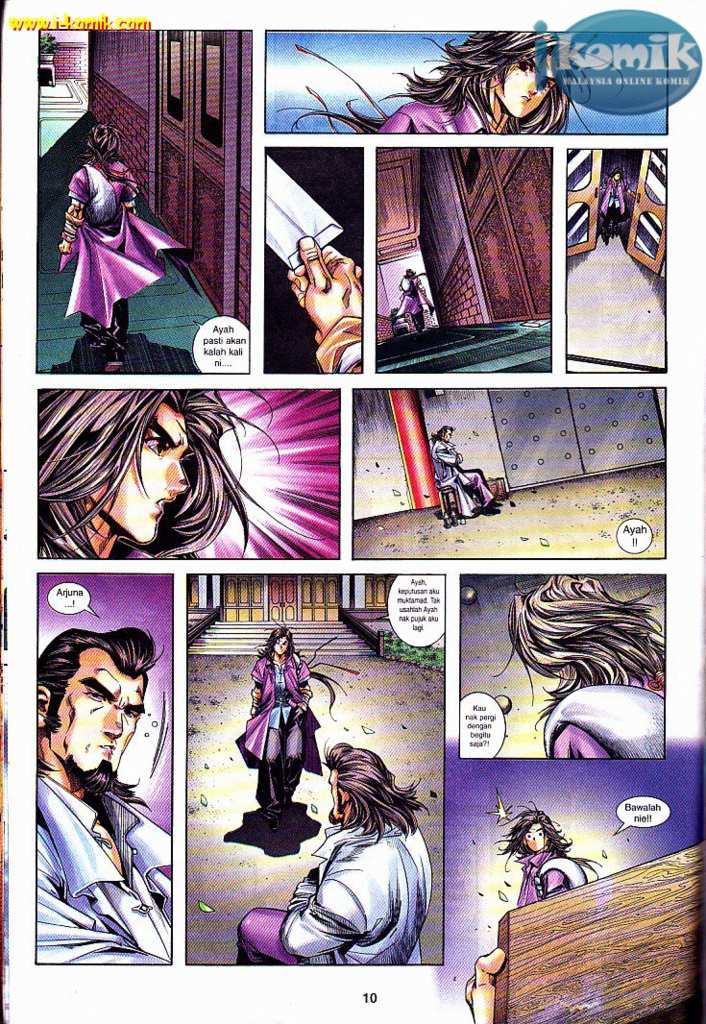 www.i-komik.com
ikomik
MALAYSIA ONLINE KOMIK
Ayah
pasti akan
kalah kali
ni....
Ayah
!!
Arjuna
...!
Ayah,
keputusan aku
muktamad. Tak
usahlah Ayah
nak pujuk aku
lagi.
Kau
nak pergi
dengan
begitu
saja?!
Bawalah
nie!!
10